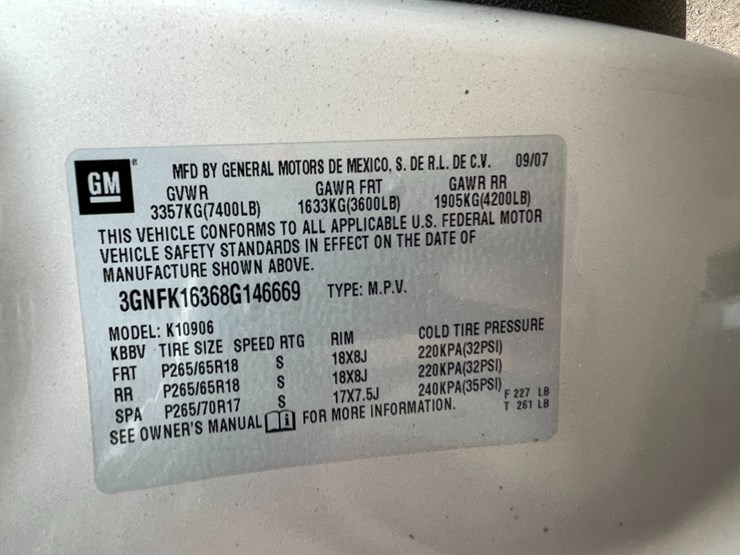 GM ® MFD BY GENERAL MOTORS DE MEXICO, S. DE R.L. DE C.V. 09/07
GVWR GAWR FRT GAWR RR
3357KG(7400LB) 1633KG(3600LB) 1905KG(4200LB)
THIS VEHICLE CONFORMS TO ALL APPLICABLE U.S. FEDERAL MOTOR
VEHICLE SAFETY STANDARDS IN EFFECT ON THE DATE OF
MANUFACTURE SHOWN ABOVE.
3GNFK16368G146669 TYPE: M.P.V.
MODEL: K10906
KBBV TIRE SIZE SPEED RTG RIM COLD TIRE PRESSURE
FRT P265/65R18 S 18X8J 220KPA(32PSI)
RR P265/65R18 S 18X8J 220KPA(32PSI)
SPA P265/70R17 S 17X7.5J 240KPA(35PSI) F 227 LB
SEE OWNER'S MANUAL i FOR MORE INFORMATION. T 261 LB